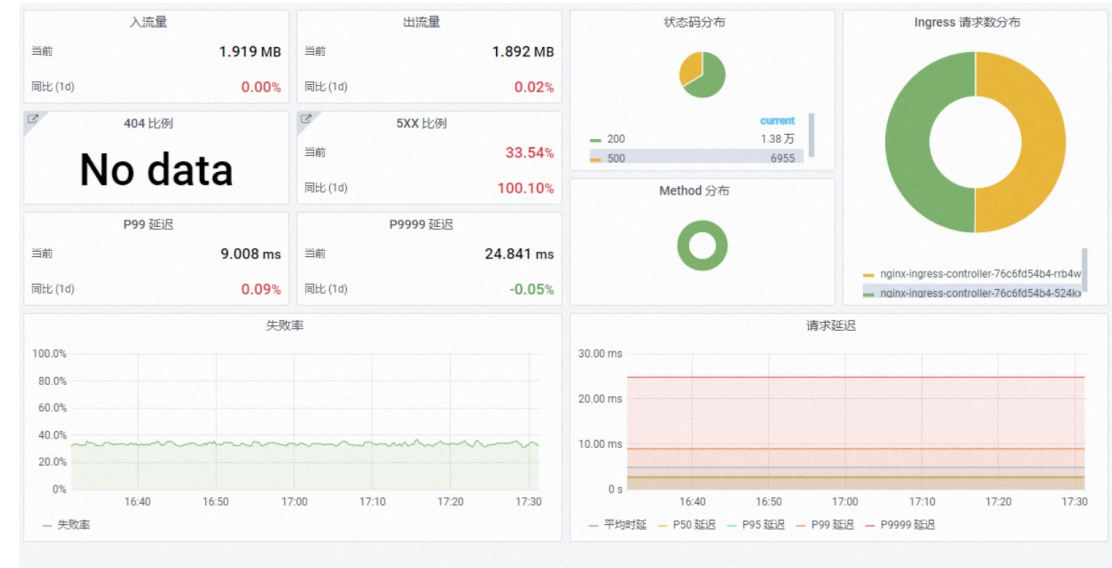 入流量
当前 1.919 MB
同比 (1d) 0.00%
出流量
当前 1.892 MB
同比 (1d) 0.02%
404 比例
No data
5XX 比例
当前 33.54%
同比 (1d) 100.10%
P99 延迟
当前 9.008 ms
同比 (1d) 0.09%
P9999 延迟
当前 24.841 ms
同比 (1d) -0.05%
状态码分布
current
200 1.38 万
500 6955
Method 分布
Ingress 请求数分布
nginx-ingress-controller-76c6fd54b4-rrb4w
nginx-ingress-controller-76c6fd54b4-524kx
失败率
100.0%
80.0%
60.0%
40.0%
20.0%
0%
16:40 16:50 17:00 17:10 17:20 17:30
失败率
请求延迟
30.00 ms
20.00 ms
10.00 ms
0 s
16:40 16:50 17:00 17:10 17:20 17:30
平均时延 P50 延迟 P95 延迟 P99 延迟 P9999 延迟